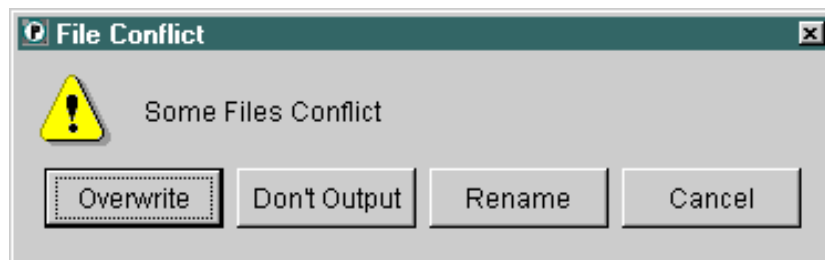 File Conflict
Some Files Conflict
Overwrite Don't Output Rename Cancel